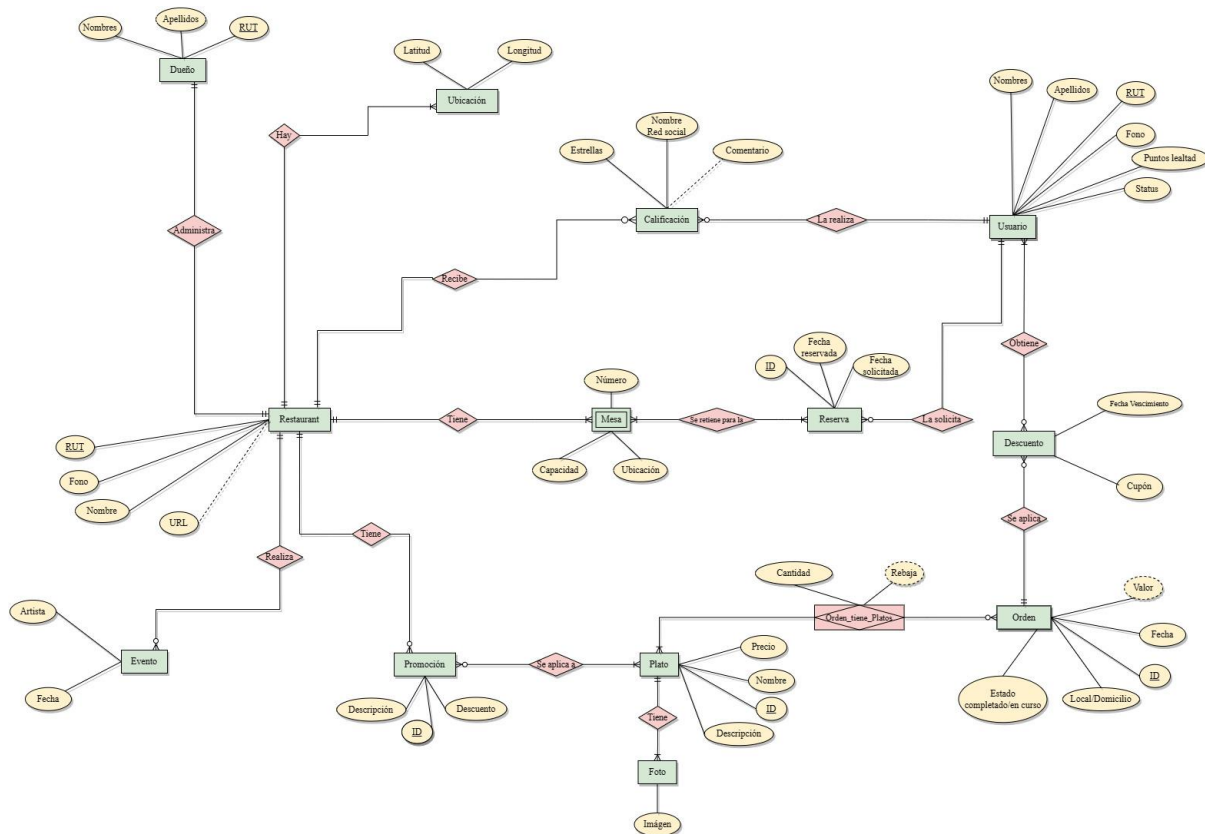 Nombres
Apellidos
RUT
Dueño
Latitud
Longitud
Ubicación
Hay
Administra
Estrellas
Nombre
Red social
Comentario
Calificación
La realiza
Recibe
Nombres
Apellidos
RUT
Fono
Puntos lealtad
Status
Usuario
Obtiene
Número
Mesa
Capacidad
Ubicación
Tiene
Restaurant
Se retiene para la
ID
Fecha
reservada
Fecha
solicitada
Reserva
La solicita
Fecha Vencimiento
Descuento
Cupón
Se aplica
RUT
Fono
Nombre
URL
Realiza
Tiene
Artista
Evento
Fecha
Promoción
Descripción
ID
Descuento
Se aplica a
Cantidad
Rebaja
Orden_tiene_Platos
Plato
Precio
Nombre
ID
Descripción
Tiene
Foto
Imágen
Orden
Valor
Fecha
ID
Local/Domicilio
Estado
completado/en curso